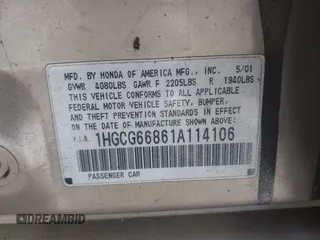 MFD. BY HONDA OF AMERICA MFG., INC. 5/01
GVWR 4080LBS GAWR F 2205LBS R 1940LBS
THIS VEHICLE CONFORMS TO ALL APPLICABLE
FEDERAL MOTOR VEHICLE SAFETY, BUMPER, AND
THEFT PREVENTION STANDARDS IN EFFECT ON
THE DATE OF MANUFACTURE SHOWN ABOVE.
V.I.N. 1HGCG66861A114106
PASSENGER CAR
DREAMBID